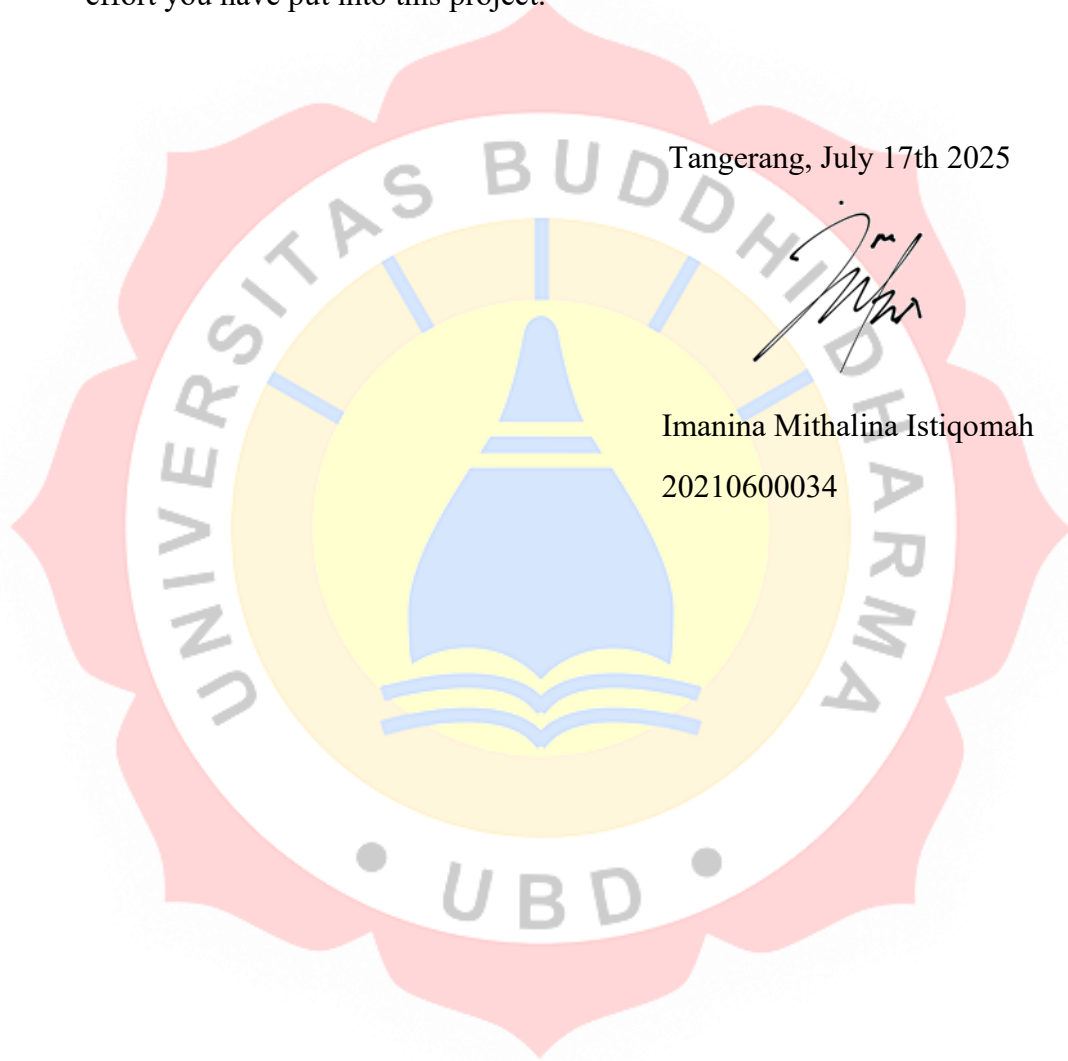 effort you have put into this project.
Tangerang, July 17th 2025
Imanina Mithalina Istiqomah
20210600034
UNIVERSITAS BUDDHI DHARMA
• UBD •